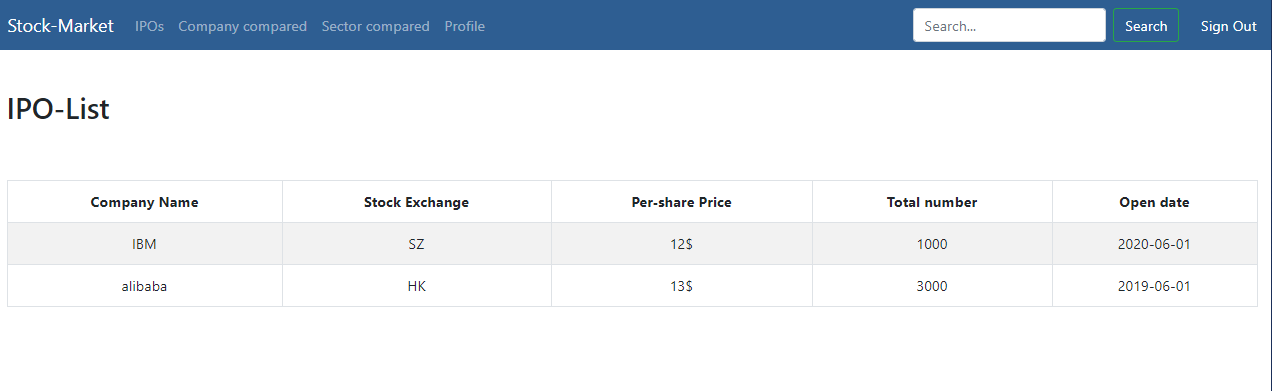 Stock-Market IPOs Company compared Sector compared Profile Search... Search Sign Out
IPO-List
Company Name Stock Exchange Per-share Price Total number Open date
IBM SZ 12$ 1000 2020-06-01
alibaba HK 13$ 3000 2019-06-01